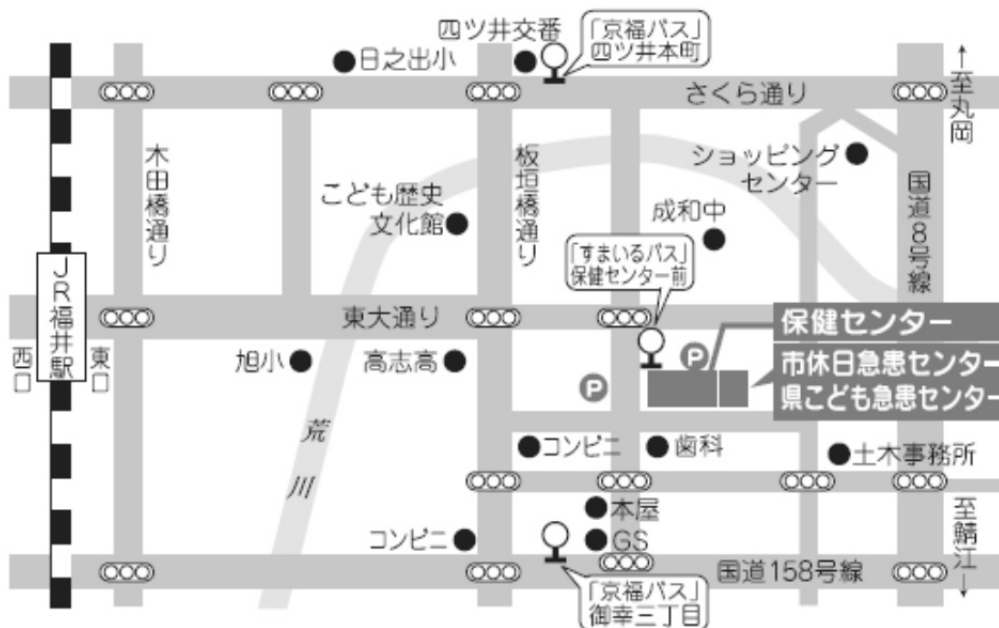 四ツ井交番
「京福バス」
四ツ井本町
日之出小
さくら通り
↑至丸岡
木田橋通り
板垣橋通り
ショッピング
センター
国道8号線
こども歴史
文化館
成和中
「すまいるバス」
保健センター前
JR福井駅
西口
東口
東大通り
保健センター
旭小
高志高
P
P
市休日急患センター
県こども急患センター
荒川
コンビニ
歯科
土木事務所
本屋
コンビニ
GS
至鯖江↓
国道158号線
「京福バス」
御幸三丁目